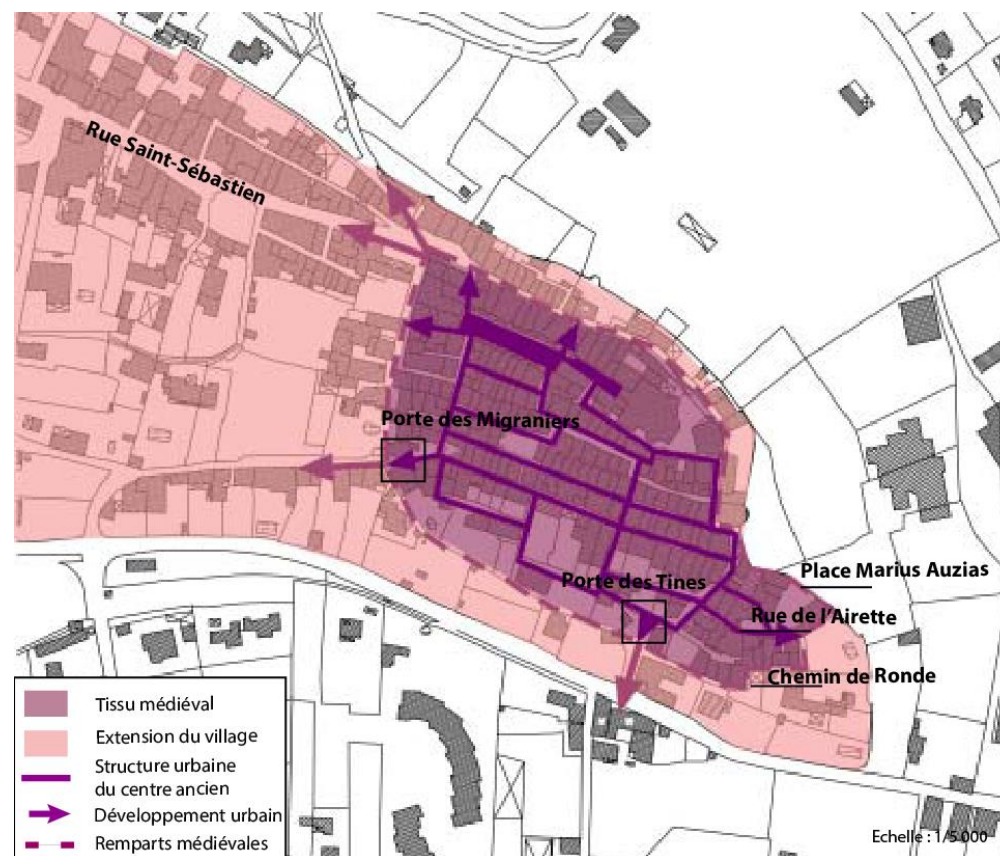 Rue Saint-Sébastien
Porte des Migraniers
Porte des Tines
Place Marius Auzias
Rue de l'Airette
Chemin de Ronde
Tissu médiéval
Extension du village
Structure urbaine
du centre ancien
Développement urbain
Remparts médiévales
Echelle : 1/5 000